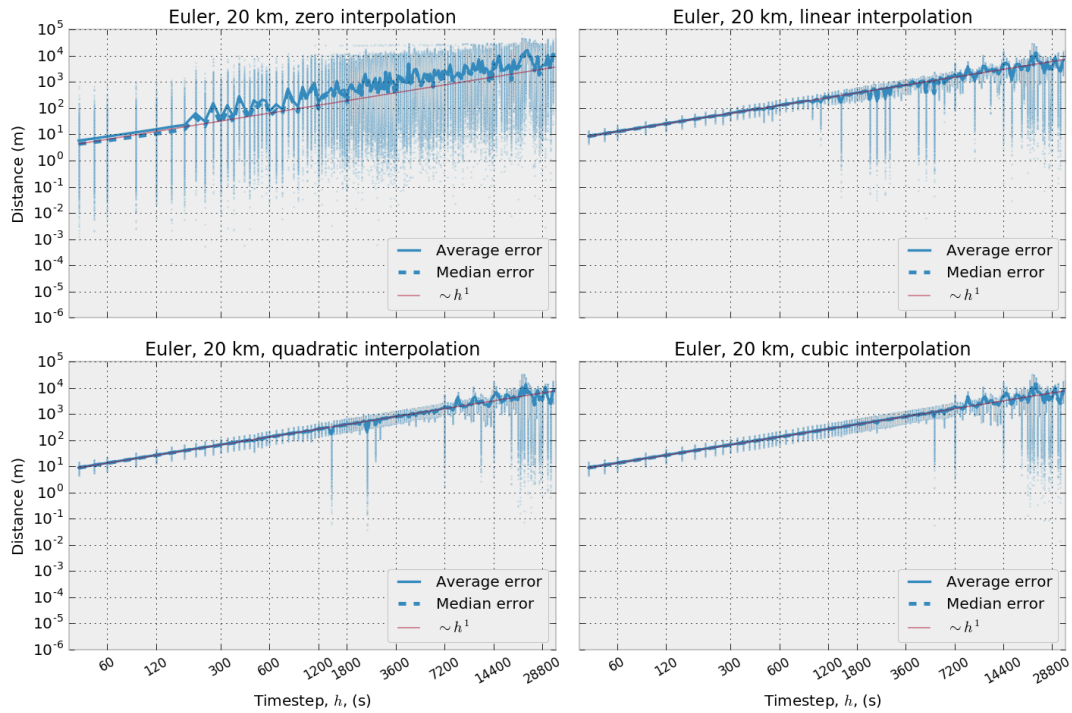 Euler, 20 km, zero interpolation
Euler, 20 km, linear interpolation
10^5
10^4
10^3
10^2
10^1
10^0
10^-1
10^-2
10^-3
10^-4
10^-5
10^-6
Distance (m)
Average error
Median error
~ h^1
Average error
Median error
~ h^1
Euler, 20 km, quadratic interpolation
Euler, 20 km, cubic interpolation
10^5
10^4
10^3
10^2
10^1
10^0
10^-1
10^-2
10^-3
10^-4
10^-5
10^-6
Distance (m)
Average error
Median error
~ h^1
Average error
Median error
~ h^1
60 120 300 600 1200 1800 3600 7200 14400 28800
60 120 300 600 1200 1800 3600 7200 14400 28800
Timestep, h, (s)
Timestep, h, (s)